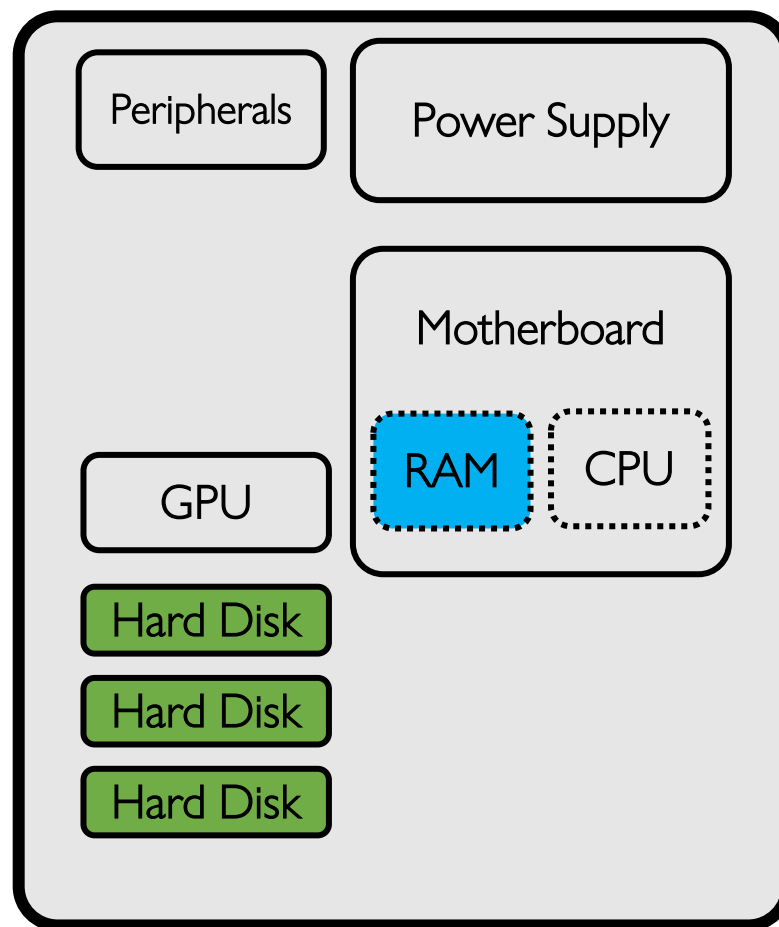 Peripherals
Power Supply
Motherboard
RAM
CPU
GPU
Hard Disk
Hard Disk
Hard Disk